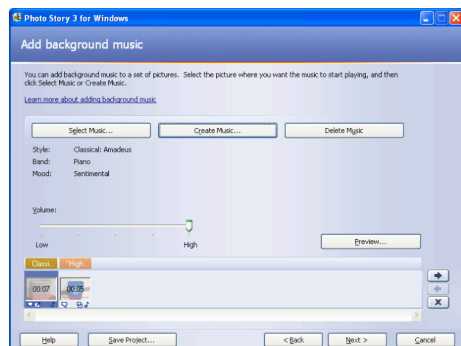 Photo Story 3 for Windows
Add background music
You can add background music to a set of pictures. Select the picture where you want the music to start playing, and then
click Select Music or Create Music.
Learn more about adding background music
Select Music... Create Music... Delete Music
Style: Classical: Amadeus
Band: Piano
Mood: Sentimental
Volume:
Low High
Preview...
Classi... "High...
00:07 00:05
Help Save Project... < Back Next > Cancel